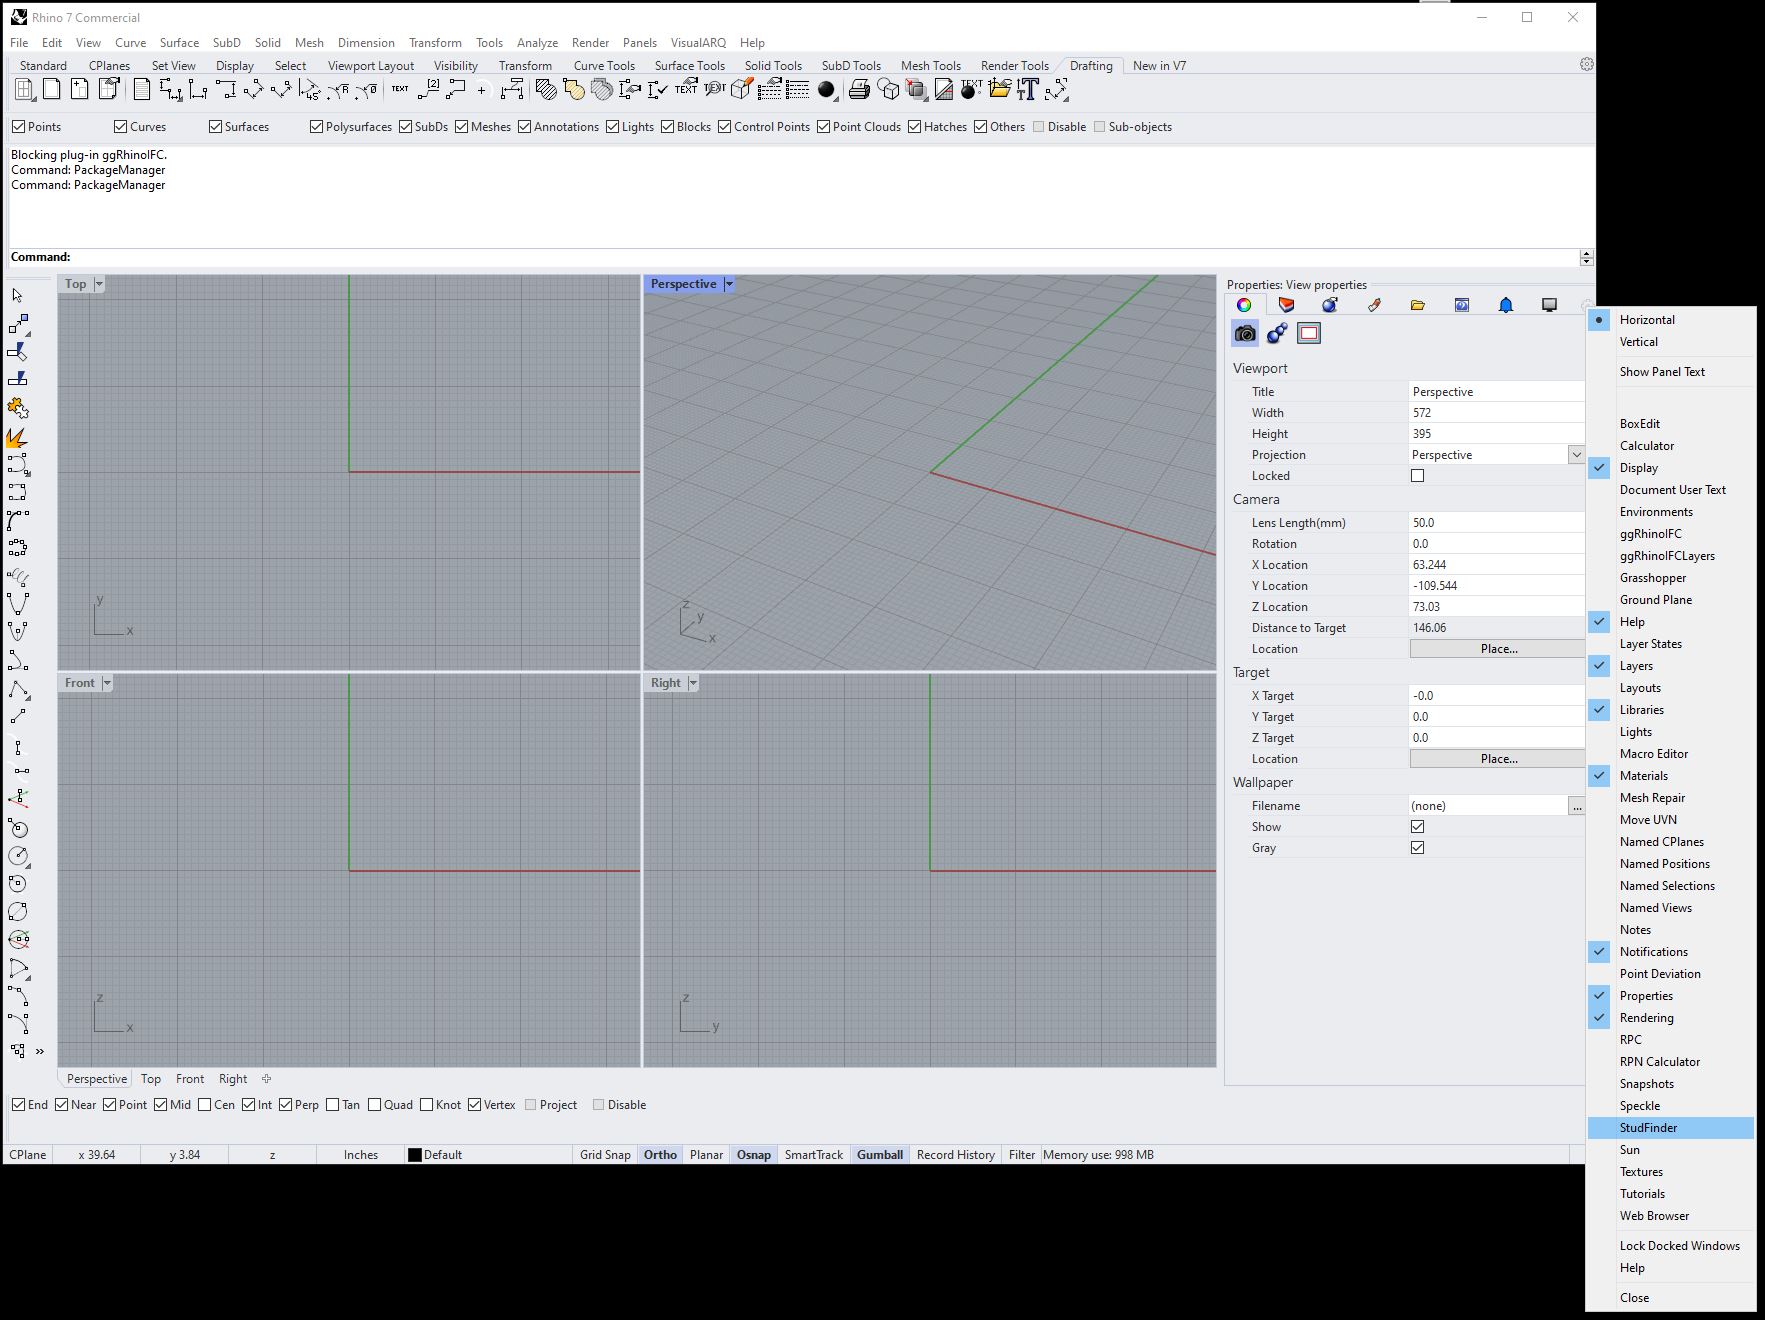 Rhino 7 Commercial
File Edit View Curve Surface SubD Solid Mesh Dimension Transform Tools Analyze Render Panels VisualARQ Help
Standard CPlanes Set View Display Select Viewport Layout Visibility Transform Curve Tools Surface Tools Solid Tools SubD Tools Mesh Tools Render Tools Drafting New in V7
TEXT TEXT TEXT
Points Curves Surfaces Polysurfaces SubDs Meshes Annotations Lights Blocks Control Points Point Clouds Hatches Others Disable Sub-objects
Blocking plug-in ggRhinoIFC.
Command: PackageManager
Command: PackageManager
Command:
Top
Perspective
y
x
z
y
x
Front
Right
z
x
z
y
Perspective Top Front Right
End Near Point Mid Cen Int Perp Tan Quad Knot Vertex Project Disable
CPlane x 39.64 y 3.84 z Inches Default Grid Snap Ortho Planar Osnap SmartTrack Gumball Record History Filter Memory use: 998 MB
Properties: View properties
Viewport
Title Perspective
Width 572
Height 395
Projection Perspective
Locked
Camera
Lens Length(mm) 50.0
Rotation 0.0
X Location 63.244
Y Location -109.544
Z Location 73.03
Distance to Target 146.06
Location Place...
Target
X Target -0.0
Y Target 0.0
Z Target 0.0
Location Place...
Wallpaper
Filename (none) ...
Show
Gray
Horizontal
Vertical
Show Panel Text
BoxEdit
Calculator
Display
Document User Text
Environments
ggRhinoIFC
ggRhinoIFCLayers
Grasshopper
Ground Plane
Help
Layer States
Layers
Layouts
Libraries
Lights
Macro Editor
Materials
Mesh Repair
Move UVN
Named CPlanes
Named Positions
Named Selections
Named Views
Notes
Notifications
Point Deviation
Properties
Rendering
RPC
RPN Calculator
Snapshots
Speckle
StudFinder
Sun
Textures
Tutorials
Web Browser
Lock Docked Windows
Help
Close